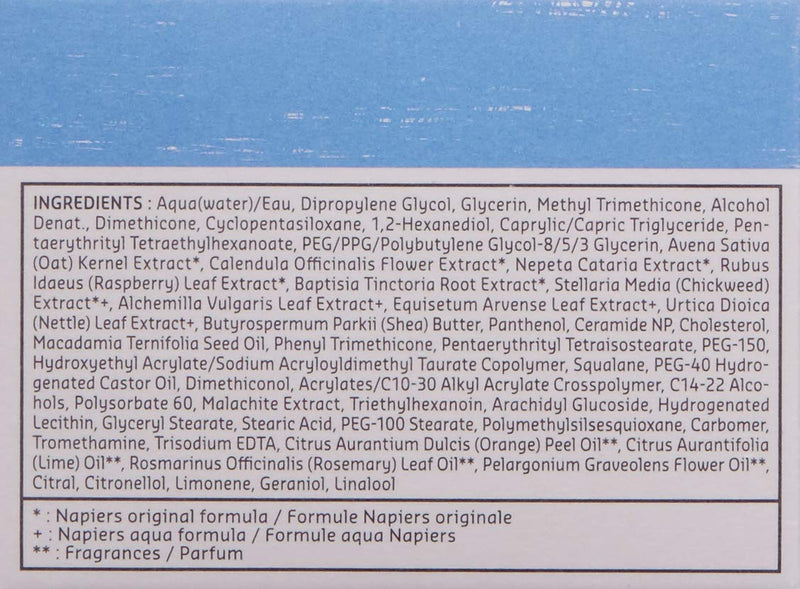 INGREDIENTS : Aqua(water)/Eau, Dipropylene Glycol, Glycerin, Methyl Trimethicone, Alcohol
Denat., Dimethicone, Cyclopentasiloxane, 1,2-Hexanediol, Caprylic/Capric Triglyceride, Pen-
taerythrityl Tetraethylhexanoate, PEG/PPG/Polybutylene Glycol-8/5/3 Glycerin, Avena Sativa
(Oat) Kernel Extract*, Calendula Officinalis Flower Extract*, Nepeta Cataria Extract*, Rubus
Idaeus (Raspberry) Leaf Extract*, Baptisia Tinctoria Root Extract*, Stellaria Media (Chickweed)
Extract*+, Alchemilla Vulgaris Leaf Extract+, Equisetum Arvense Leaf Extract+, Urtica Dioica
(Nettle) Leaf Extract+, Butyrospermum Parkii (Shea) Butter, Panthenol, Ceramide NP, Cholesterol,
Macadamia Ternifolia Seed Oil, Phenyl Trimethicone, Pentaerythrityl Tetraisostearate, PEG-150,
Hydroxyethyl Acrylate/Sodium Acryloyldimethyl Taurate Copolymer, Squalane, PEG-40 Hydro-
genated Castor Oil, Dimethiconol, Acrylates/C10-30 Alkyl Acrylate Crosspolymer, C14-22 Alco-
hols, Polysorbate 60, Malachite Extract, Triethylhexanoin, Arachidyl Glucoside, Hydrogenated
Lecithin, Glyceryl Stearate, Stearic Acid, PEG-100 Stearate, Polymethylsilsesquioxane, Carbomer,
Tromethamine, Trisodium EDTA, Citrus Aurantium Dulcis (Orange) Peel Oil**, Citrus Aurantifolia
(Lime) Oil**, Rosmarinus Officinalis (Rosemary) Leaf Oil**, Pelargonium Graveolens Flower Oil**,
Citral, Citronellol, Limonene, Geraniol, Linalool
* : Napiers original formula / Formule Napiers originale
+ : Napiers aqua formula / Formule aqua Napiers
** : Fragrances / Parfum